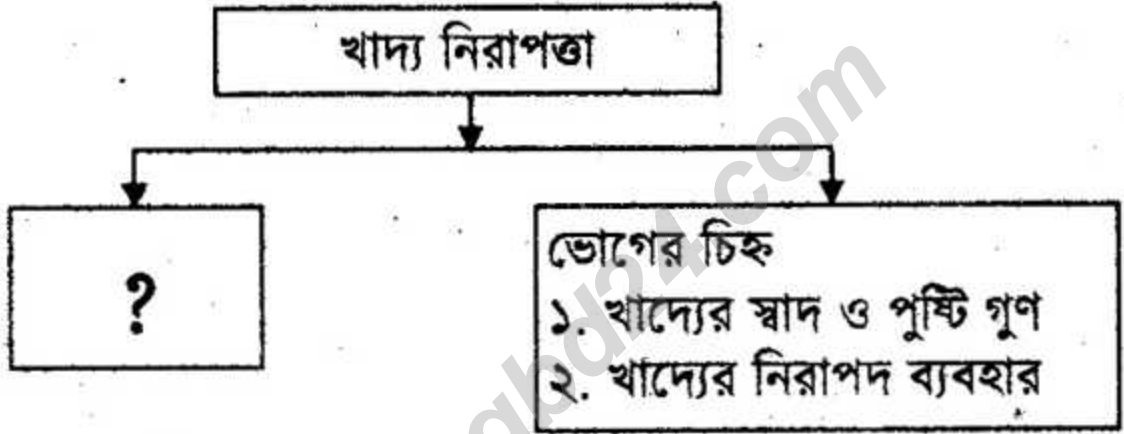 খাদ্য নিরাপত্তা
?
ভোগের চিহ্ন
১. খাদ্যের স্বাদ ও পুষ্টি গুণ
২. খাদ্যের নিরাপদ ব্যবহার